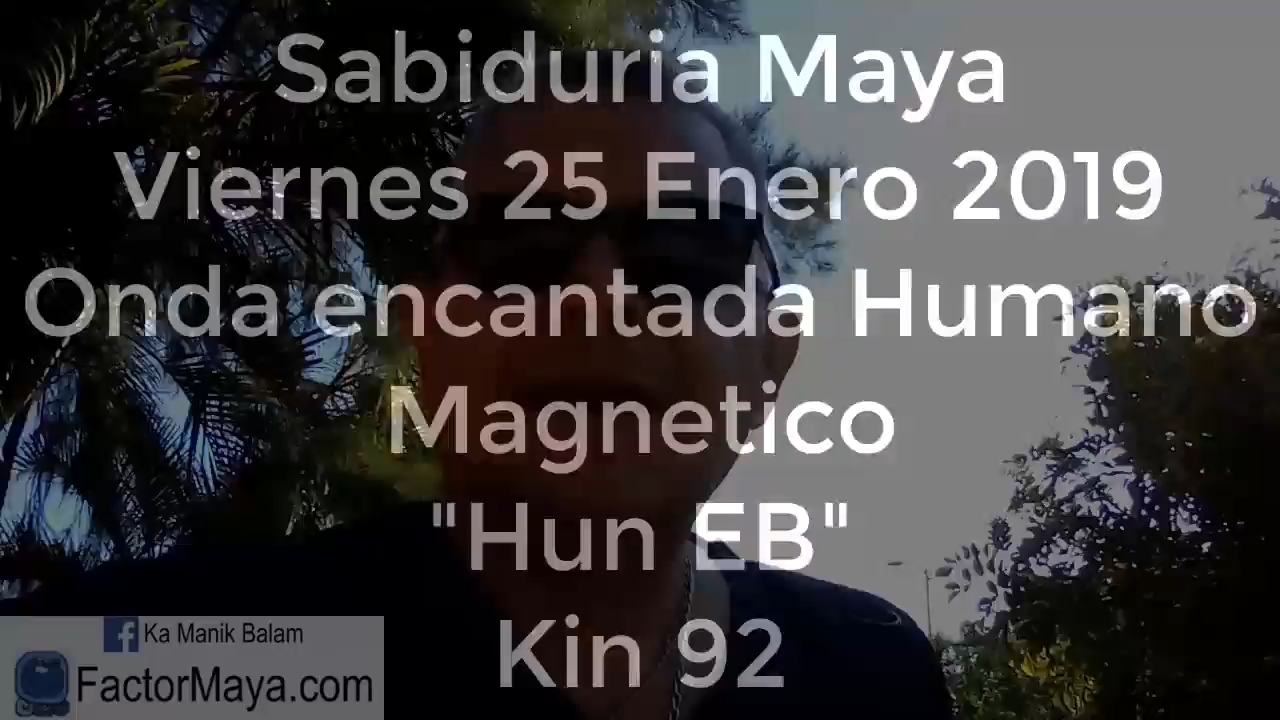 Sabiduria Maya
Viernes 25 Enero 2019
Onda encantada Humano
Magnetico
"Hun EB"
Kin 92
Ka Manik Balam
FactorMaya.com